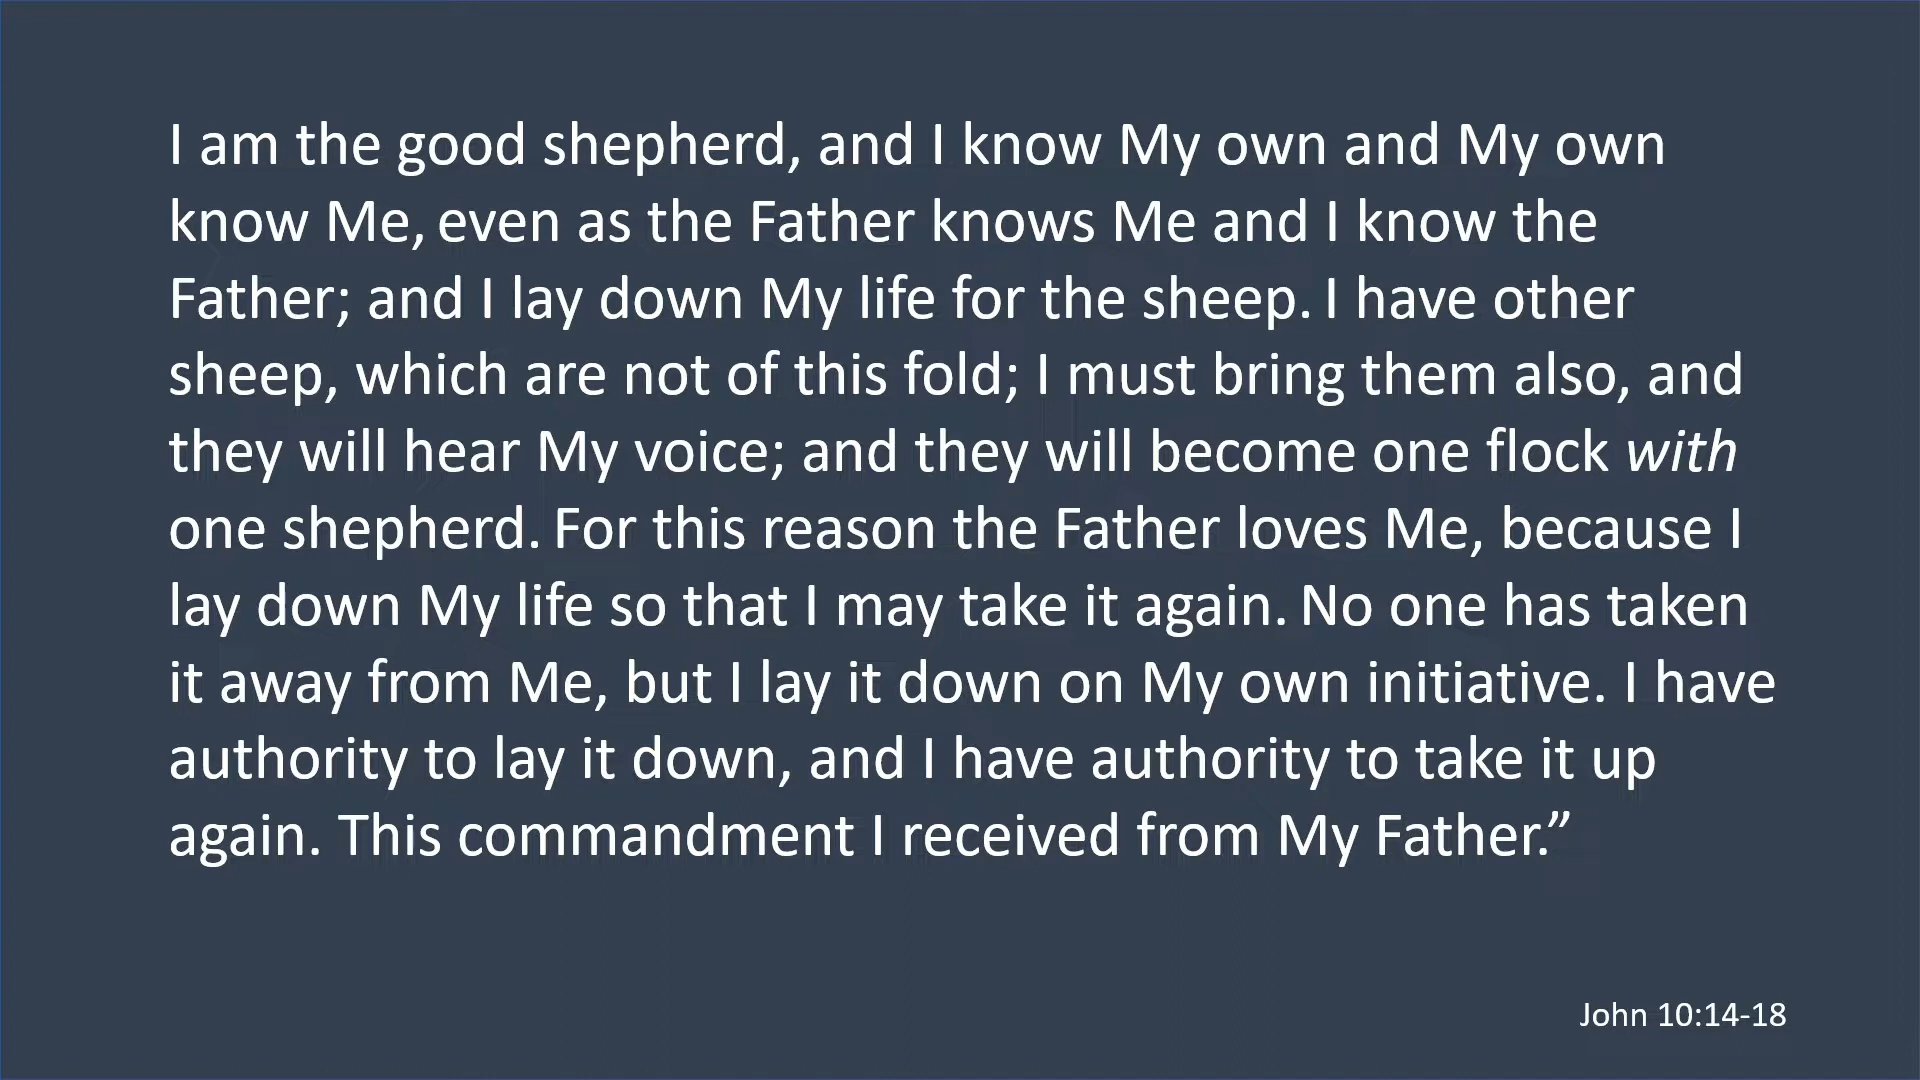 I am the good shepherd, and I know My own and My own
know Me, even as the Father knows Me and I know the
Father; and I lay down My life for the sheep. I have other
sheep, which are not of this fold; I must bring them also, and
they will hear My voice; and they will become one flock with
one shepherd. For this reason the Father loves Me, because I
lay down My life so that I may take it again. No one has taken
it away from Me, but I lay it down on My own initiative. I have
authority to lay it down, and I have authority to take it up
again. This commandment I received from My Father.”
John 10:14-18